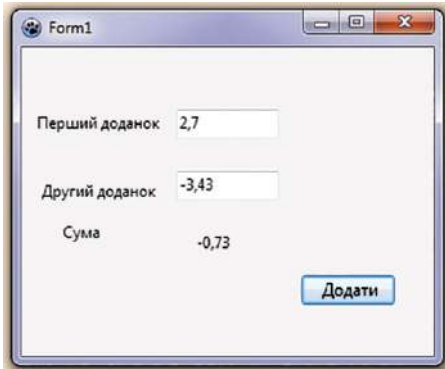 Form1
Перший доданок 2,7
Другий доданок -3,43
Сума -0,73
Додати